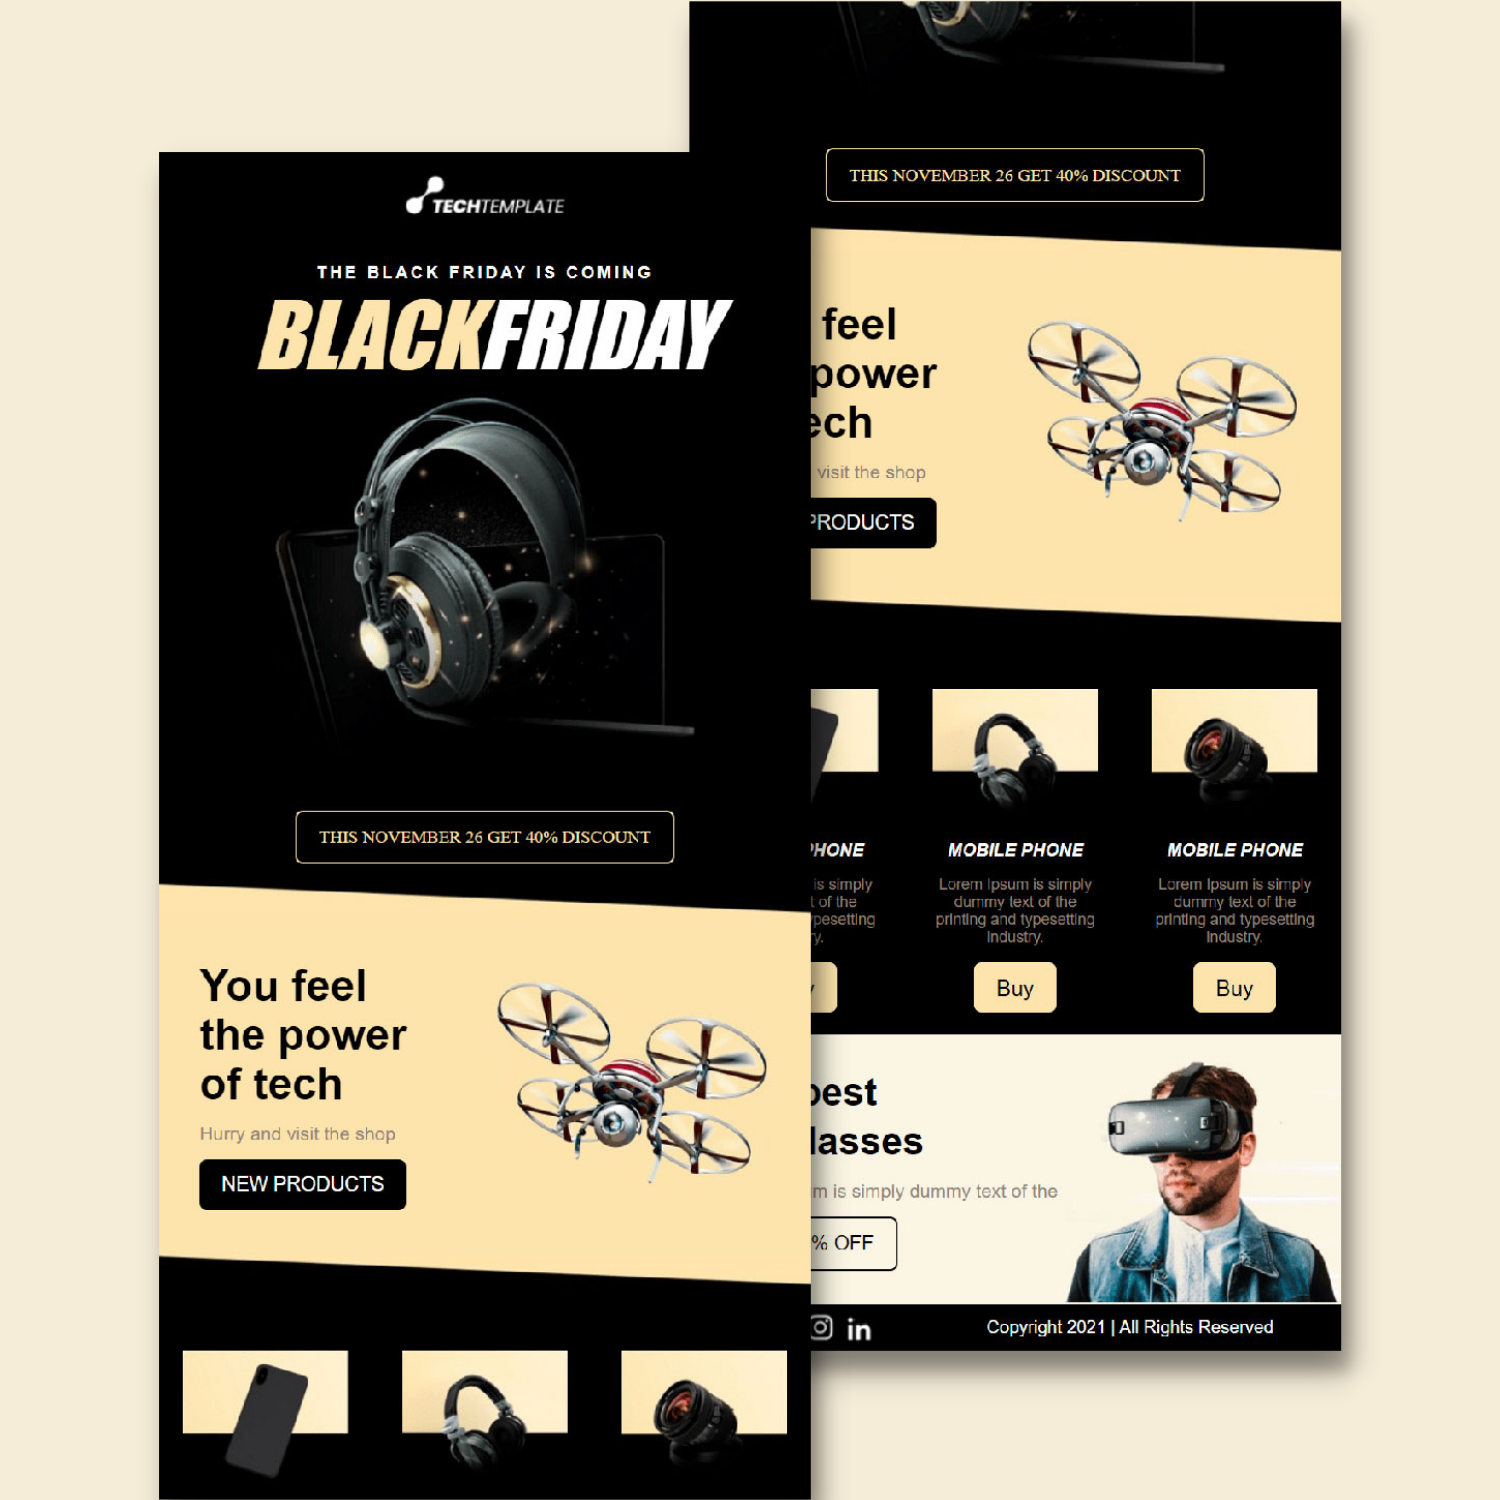 TECHTEMPLATE
THE BLACK FRIDAY IS COMING
BLACKFRIDAY
THIS NOVEMBER 26 GET 40% DISCOUNT
You feel
the power
of tech
Hurry and visit the shop
NEW PRODUCTS
THIS NOVEMBER 26 GET 40% DISCOUNT
feel
power
ech
visit the shop
PRODUCTS
PHONE
is simply
t of the
ypesetting
y.
MOBILE PHONE
Lorem Ipsum is simply
dummy text of the
printing and typesetting
industry.
Buy
MOBILE PHONE
Lorem Ipsum is simply
dummy text of the
printing and typesetting
industry.
Buy
best
lasses
m is simply dummy text of the
% OFF
in
Copyright 2021 | All Rights Reserved